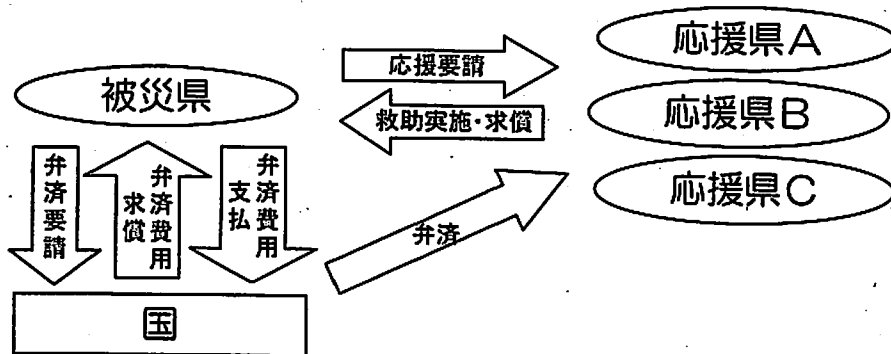 応援県A
応援要請
被災県
救助実施・求償
応援県B
応援県C
弁済要請
弁済費用
求償
弁済費用
支払
弁済
国